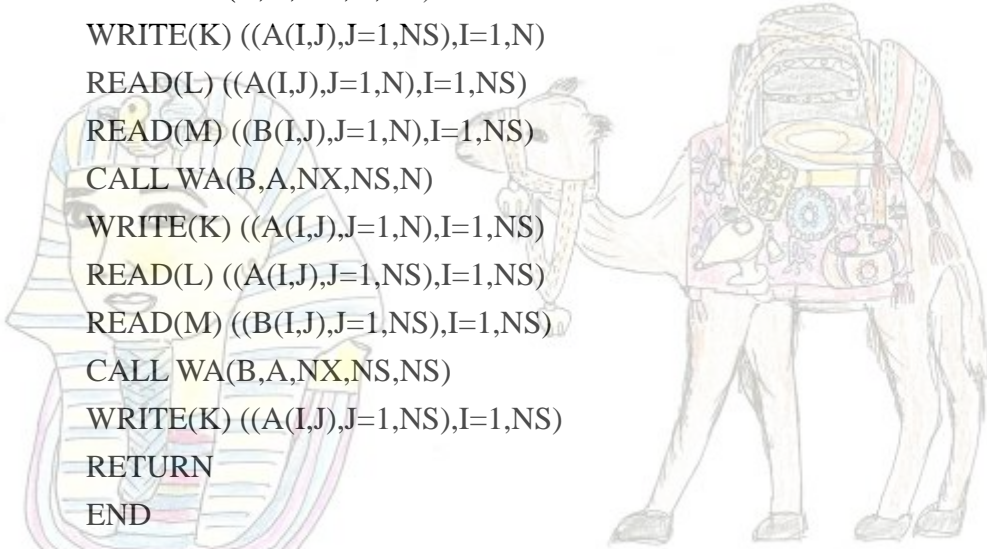 WRITE(K) ((A(I,J),J=1,NS),I=1,N)
READ(L) ((A(I,J),J=1,N),I=1,NS)
READ(M) ((B(I,J),J=1,N),I=1,NS)
CALL WA(B,A,NX,NS,N)
WRITE(K) ((A(I,J),J=1,N),I=1,NS)
READ(L) ((A(I,J),J=1,NS),I=1,NS)
READ(M) ((B(I,J),J=1,NS),I=1,NS)
CALL WA(B,A,NX,NS,NS)
WRITE(K) ((A(I,J),J=1,NS),I=1,NS)
RETURN
END